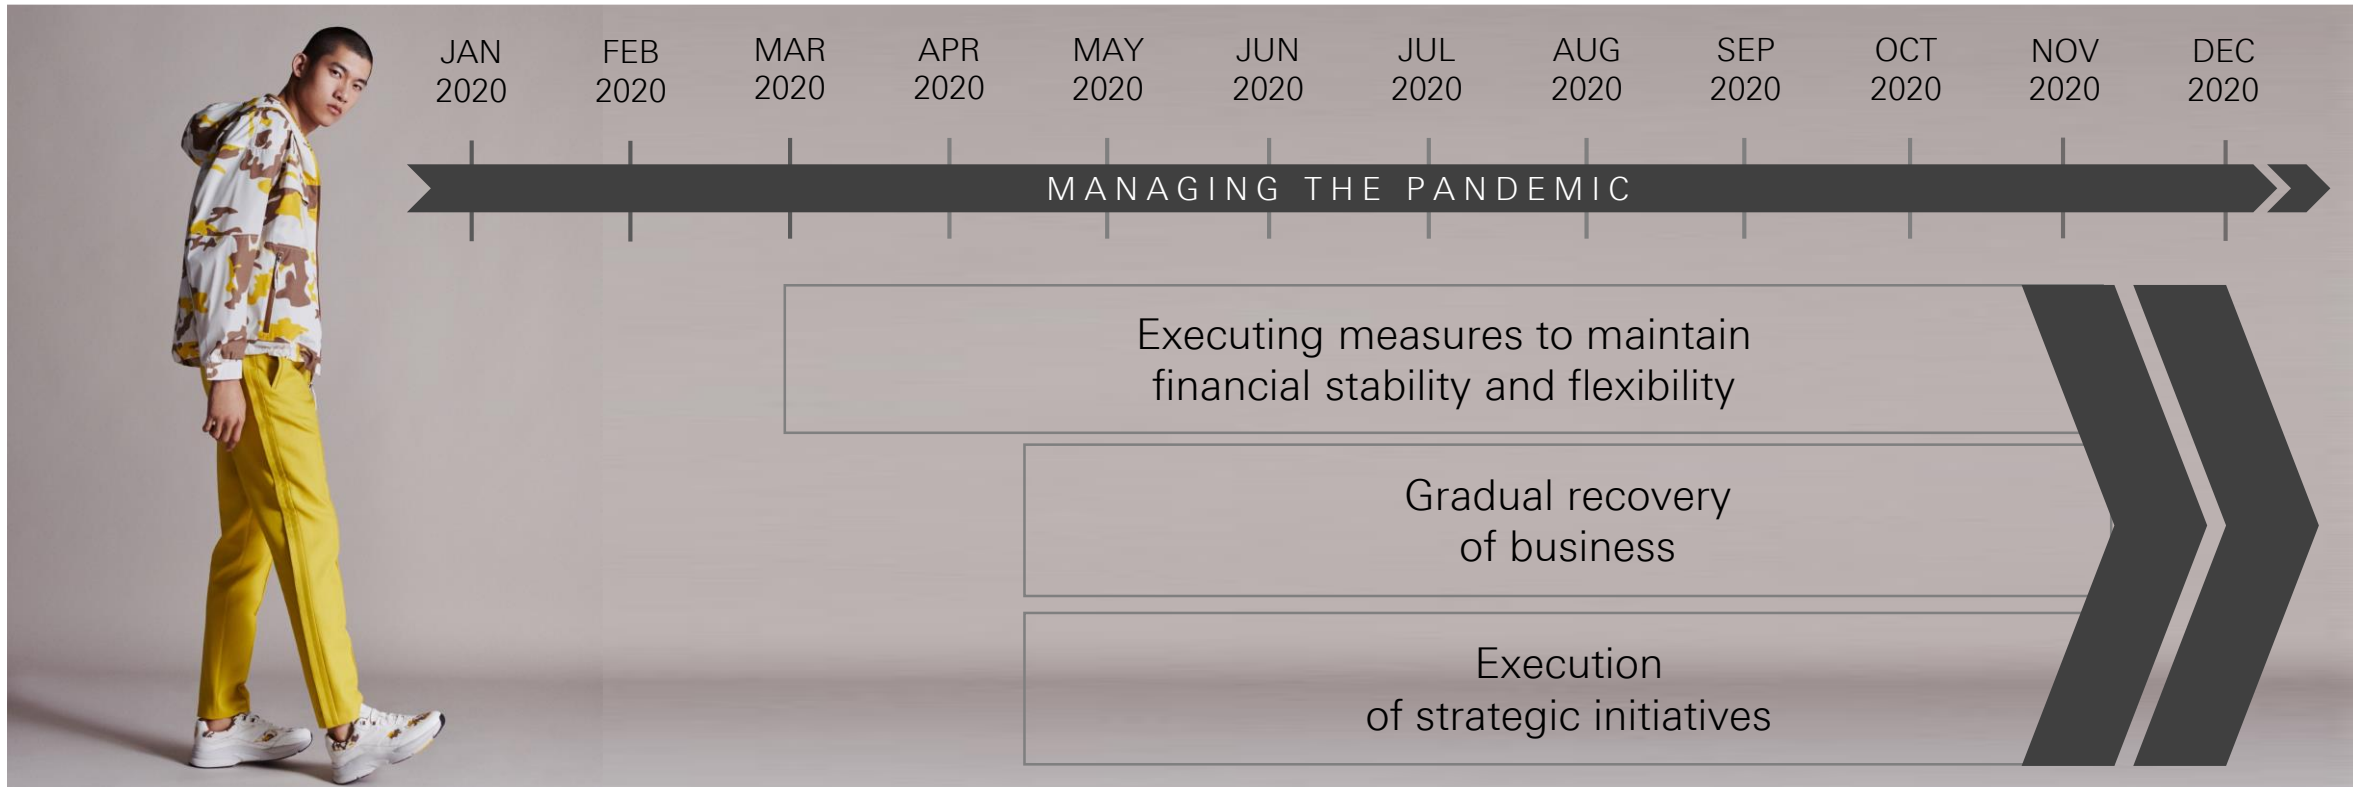 JAN
2020
FEB
2020
MAR
2020
APR
2020
MAY
2020
JUN
2020
JUL
2020
AUG
2020
SEP
2020
OCT
2020
NOV
2020
DEC
2020
MANAGING THE PANDEMIC
Executing measures to maintain
financial stability and flexibility
Gradual recovery
of business
Execution
of strategic initiatives